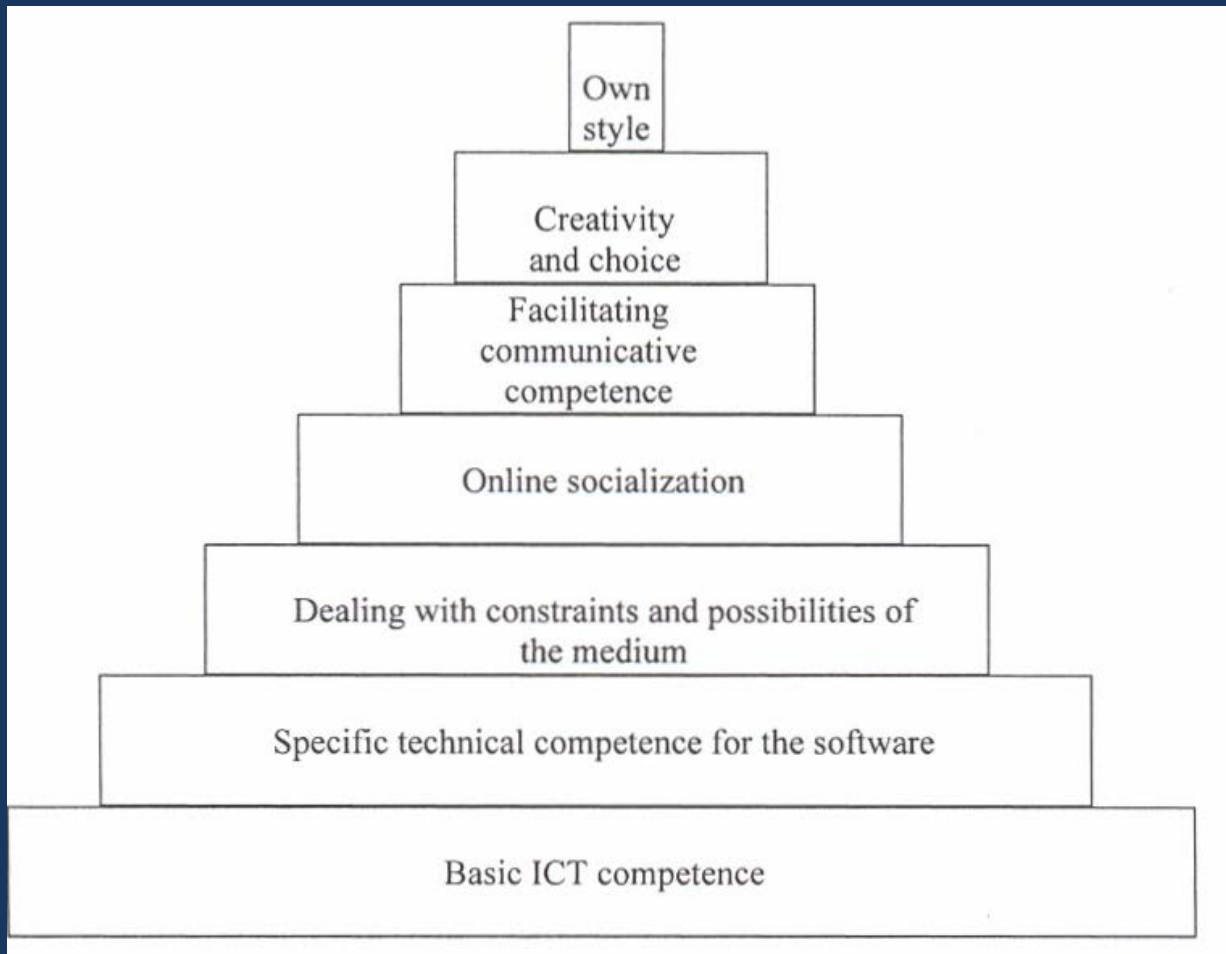 Own
style
Creativity
and choice
Facilitating
communicative
competence
Online socialization
Dealing with constraints and possibilities of
the medium
Specific technical competence for the software
Basic ICT competence